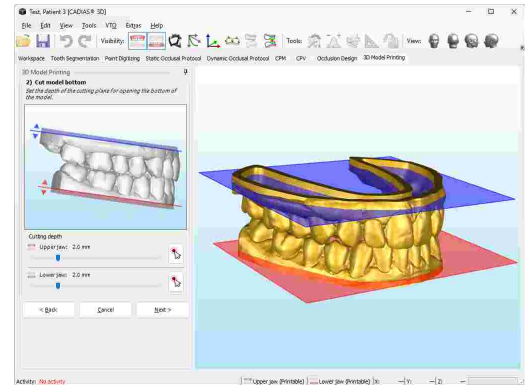 Test, Patient 3 [CADIAS® 3D]
File Edit View Tools VTO Extras Help
Visibility: Tools: View:
Workspace Tooth Segmentation Point Digitizing Static Occlusal Protocol Dynamic Occlusal Protocol CPM CPV Occlusion Design 3D Model Printing
3D Model Printing
2) Cut model bottom
Set the depth of the cutting plane for opening the bottom of
the model.
Cutting depth
Upper jaw: 2.0 mm
Lower jaw: 2.0 mm
< Back Cancel Next >
Activity: No activity Upper jaw (Printable) Lower jaw (Printable) X: — Y: — Z: —